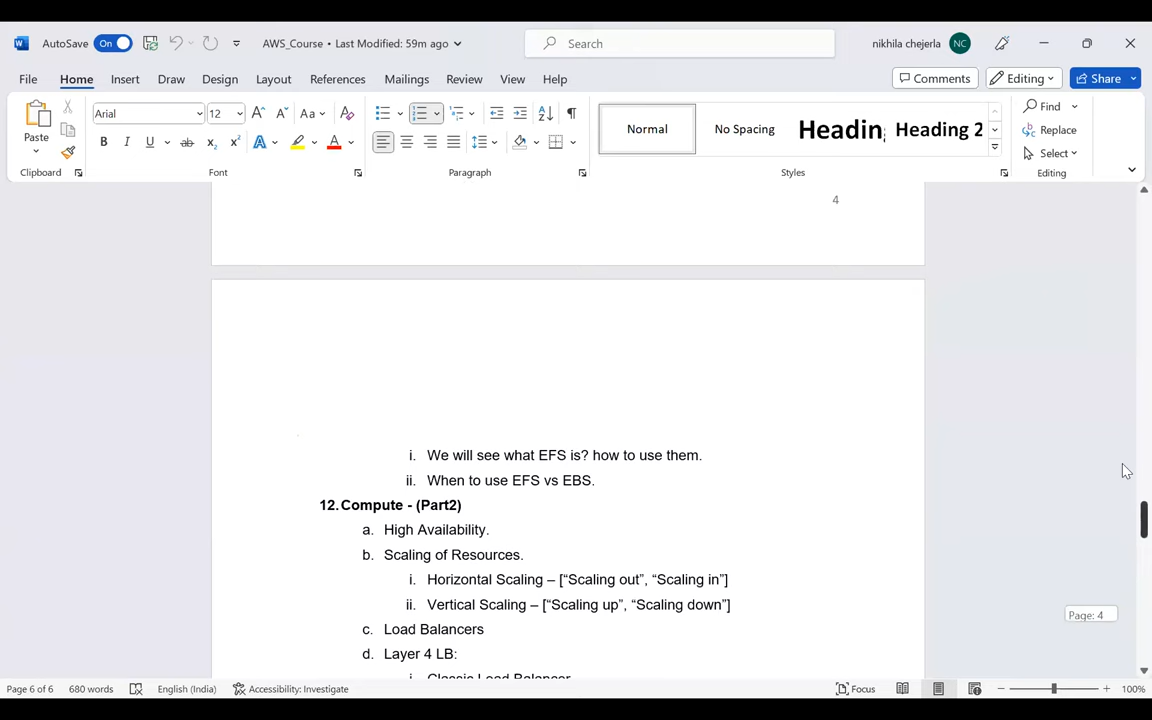 AutoSave On AWS_Course • Last Modified: 59m ago Search nikhila chejerla NC
File Home Insert Draw Design Layout References Mailings Review View Help Comments Editing Share
Paste Arial 12 Aa Normal No Spacing Headin Heading 2 Find
B I U ab x₂ x² A A Replace
Select
Clipboard Font Paragraph Styles Editing
4
i. We will see what EFS is? how to use them.
ii. When to use EFS vs EBS.
12. Compute - (Part2)
a. High Availability.
b. Scaling of Resources.
i. Horizontal Scaling – [“Scaling out”, “Scaling in”]
ii. Vertical Scaling – [“Scaling up”, “Scaling down”]
c. Load Balancers
Page: 4
d. Layer 4 LB:
i. Classic Load Balancer
Page 6 of 6 680 words English (India) Accessibility: Investigate Focus 100%